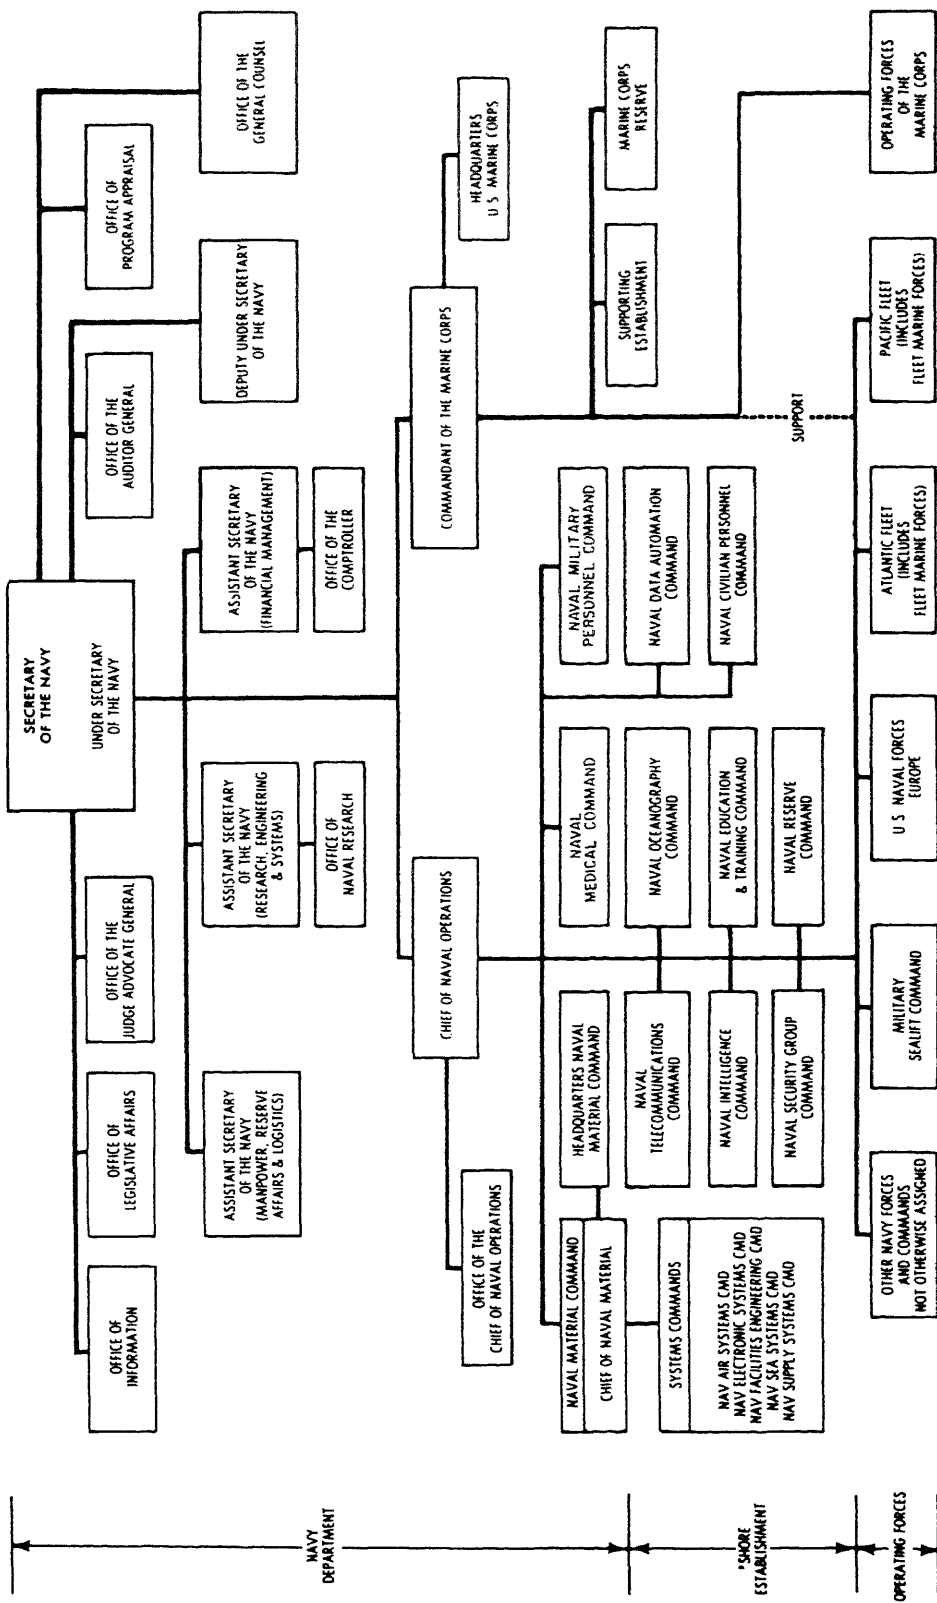 SECRETARY
OF THE NAVY
UNDER SECRETARY
OF THE NAVY
OFFICE OF
INFORMATION
OFFICE OF
LEGISLATIVE AFFAIRS
OFFICE OF THE
JUDGE ADVOCATE GENERAL
OFFICE OF THE
AUDITOR GENERAL
OFFICE OF
PROGRAM APPRAISAL
ASSISTANT SECRETARY
OF THE NAVY
(MANPOWER, RESERVE
AFFAIRS & LOGISTICS)
ASSISTANT SECRETARY
OF THE NAVY
(RESEARCH, ENGINEERING
& SYSTEMS)
ASSISTANT SECRETARY
OF THE NAVY
(FINANCIAL MANAGEMENT)
DEPUTY UNDER SECRETARY
OF THE NAVY
OFFICE OF THE
GENERAL COUNSEL
OFFICE OF
NAVAL RESEARCH
OFFICE OF THE
COMPTROLLER
NAVY
DEPARTMENT
CHIEF OF NAVAL OPERATIONS
COMMANDANT OF THE MARINE CORPS
OFFICE OF THE
CHIEF OF NAVAL OPERATIONS
HEADQUARTERS
U S MARINE CORPS
NAVAL MATERIAL COMMAND
CHIEF OF NAVAL MATERIAL
HEADQUARTERS NAVAL
MATERIAL COMMAND
NAVAL
MEDICAL COMMAND
NAVAL MILITARY
PERSONNEL COMMAND
SUPPORTING
ESTABLISHMENT
MARINE CORPS
RESERVE
*SHORE
ESTABLISHMENT
SYSTEMS COMMANDS
NAV AIR SYSTEMS CMD
NAV ELECTRONIC SYSTEMS CMD
NAV FACILITIES ENGINEERING CMD
NAV SEA SYSTEMS CMD
NAV SUPPLY SYSTEMS CMD
NAVAL
TELECOMMUNICATIONS
COMMAND
NAVAL OCEANOGRAPHY
COMMAND
NAVAL DATA AUTOMATION
COMMAND
NAVAL INTELLIGENCE
COMMAND
NAVAL EDUCATION
& TRAINING COMMAND
NAVAL CIVILIAN PERSONNEL
COMMAND
NAVAL SECURITY GROUP
COMMAND
NAVAL RESERVE
COMMAND
SUPPORT
OPERATING FORCES
OTHER NAVY FORCES
AND COMMANDS
NOT OTHERWISE ASSIGNED
MILITARY
SEALIFT COMMAND
U S NAVAL FORCES
EUROPE
ATLANTIC FLEET
(INCLUDES
FLEET MARINE FORCES)
PACIFIC FLEET
(INCLUDES
FLEET MARINE FORCES)
OPERATING FORCES
OF THE
MARINE CORPS